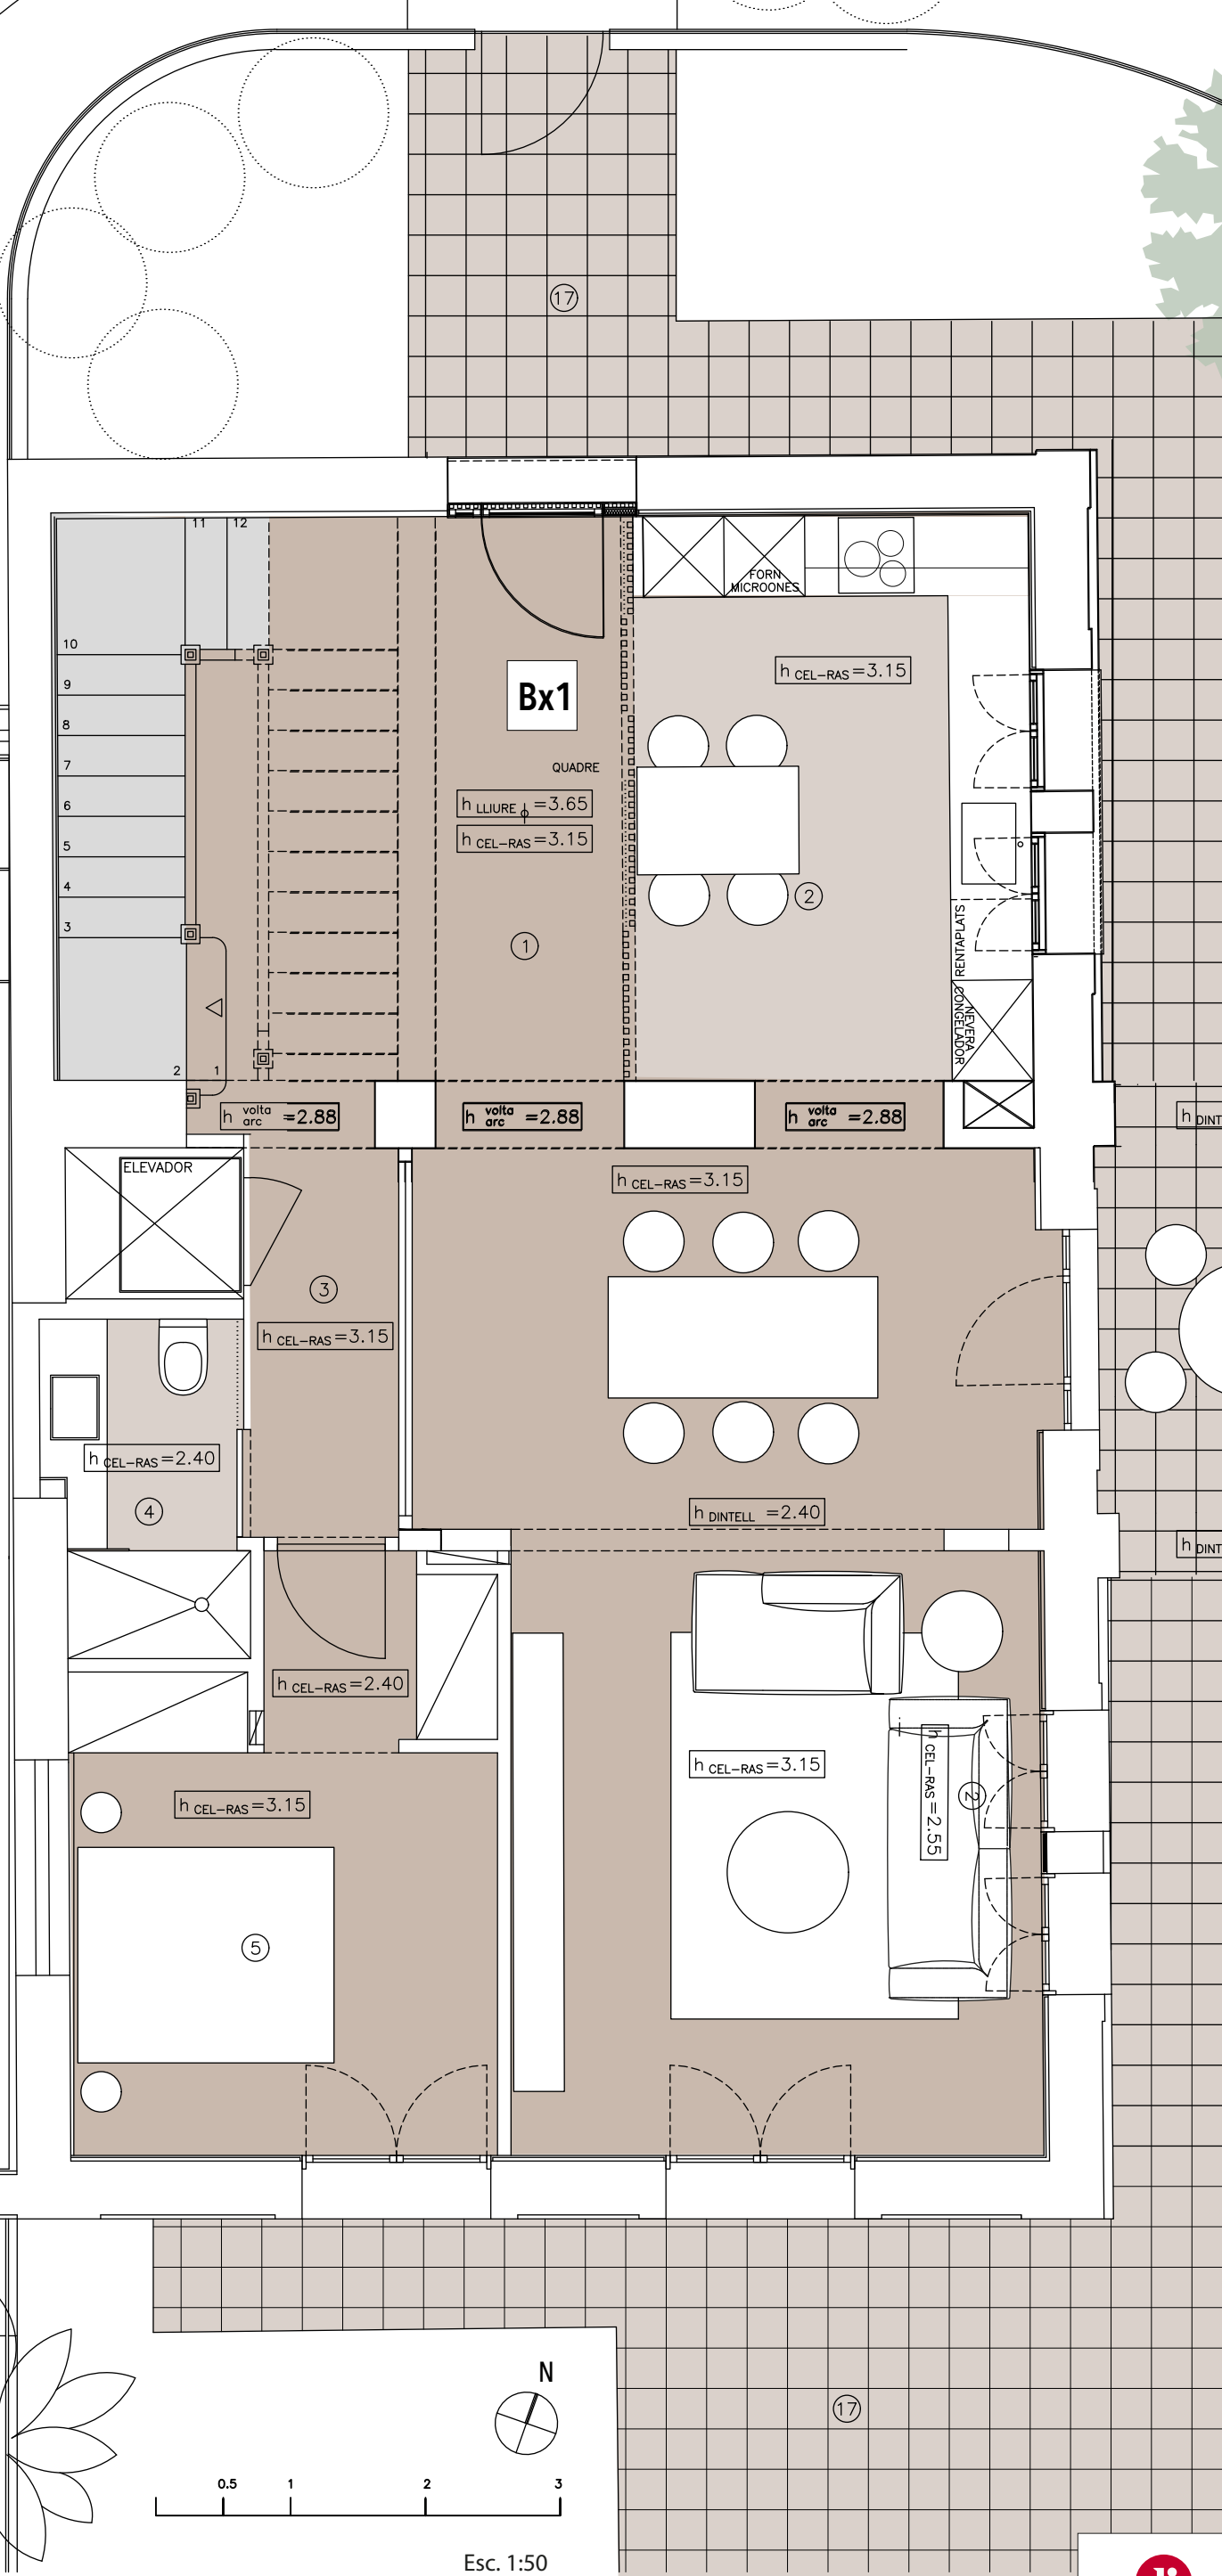 17
11 12
10
9
8
7
6
5
4
3
2 1
FORN
MICROONES
h CEL-RAS=3.15
Bx1
QUADRE
h LLIURE =3.65
h CEL-RAS=3.15
2
1
RENTAPLATS
NEVERA
CONGELADOR
h volta arc =2.88
h volta arc =2.88
h volta arc =2.88
h DINT
ELEVADOR
h CEL-RAS=3.15
3
h CEL-RAS=3.15
h CEL-RAS=2.40
4
h DINTELL =2.40
h DINT
h CEL-RAS=2.40
h CEL-RAS=3.15
h CEL-RAS=2.55
2
h CEL-RAS=3.15
5
N
17
0.5 1 2 3
Esc. 1:50